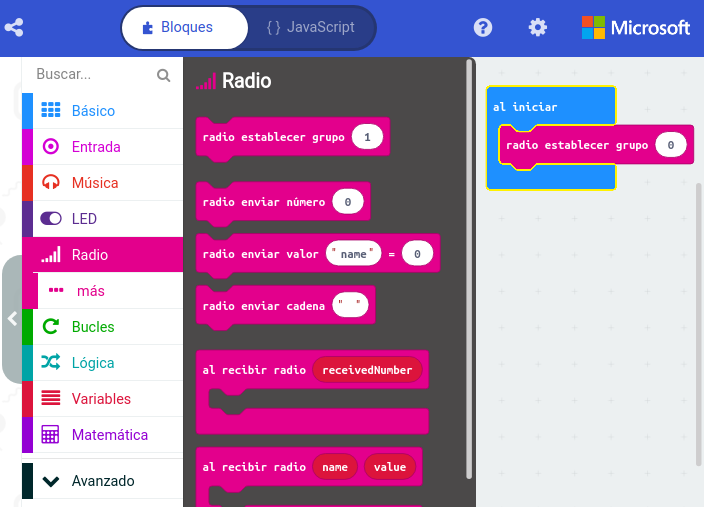 Bloques
{ } JavaScript
?
Microsoft
Buscar...
Básico
Entrada
Música
LED
Radio
más
Bucles
Lógica
Variables
Matemática
Avanzado
Radio
radio establecer grupo 1
radio enviar número 0
radio enviar valor "name" = 0
radio enviar cadena " "
al recibir radio receivedNumber
al recibir radio name value
al iniciar
radio establecer grupo 0